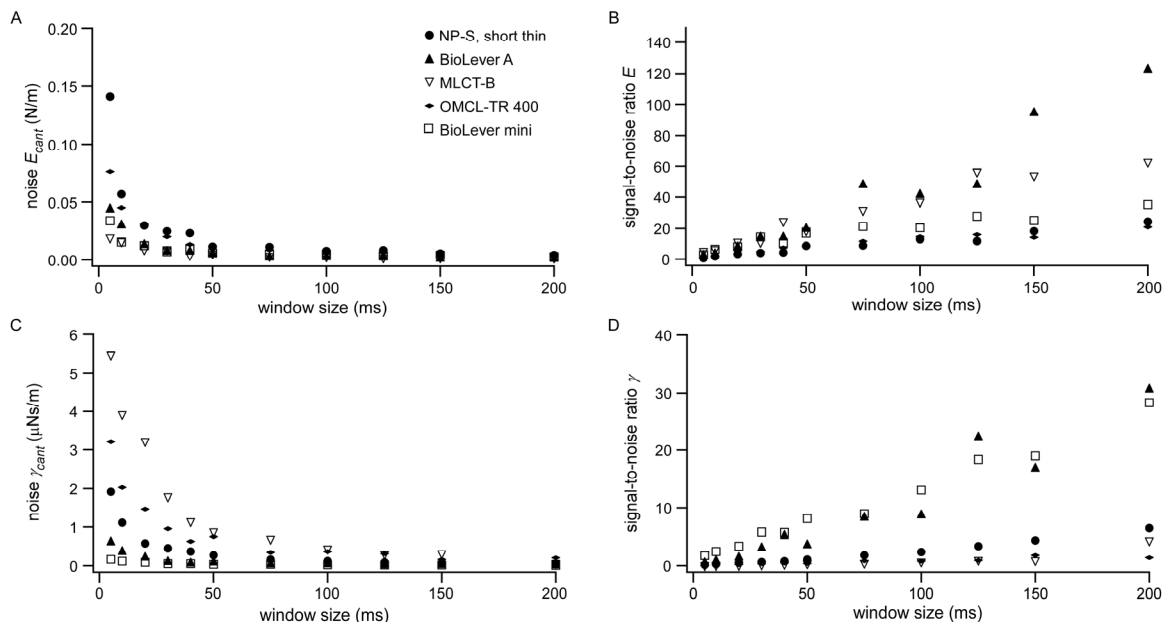 A
0.20
0.15
0.10
0.05
0.00
noise E_cant (N/m)
NP-S, short thin
BioLever A
MLCT-B
OMCL-TR 400
BioLever mini
0 50 100 150 200
window size (ms)
B
140
120
100
80
60
40
20
0
signal-to-noise ratio E
0 50 100 150 200
window size (ms)
C
6
5
4
3
2
1
0
noise γ_cant (μNs/m)
0 50 100 150 200
window size (ms)
D
40
30
20
10
0
signal-to-noise ratio γ
0 50 100 150 200
window size (ms)